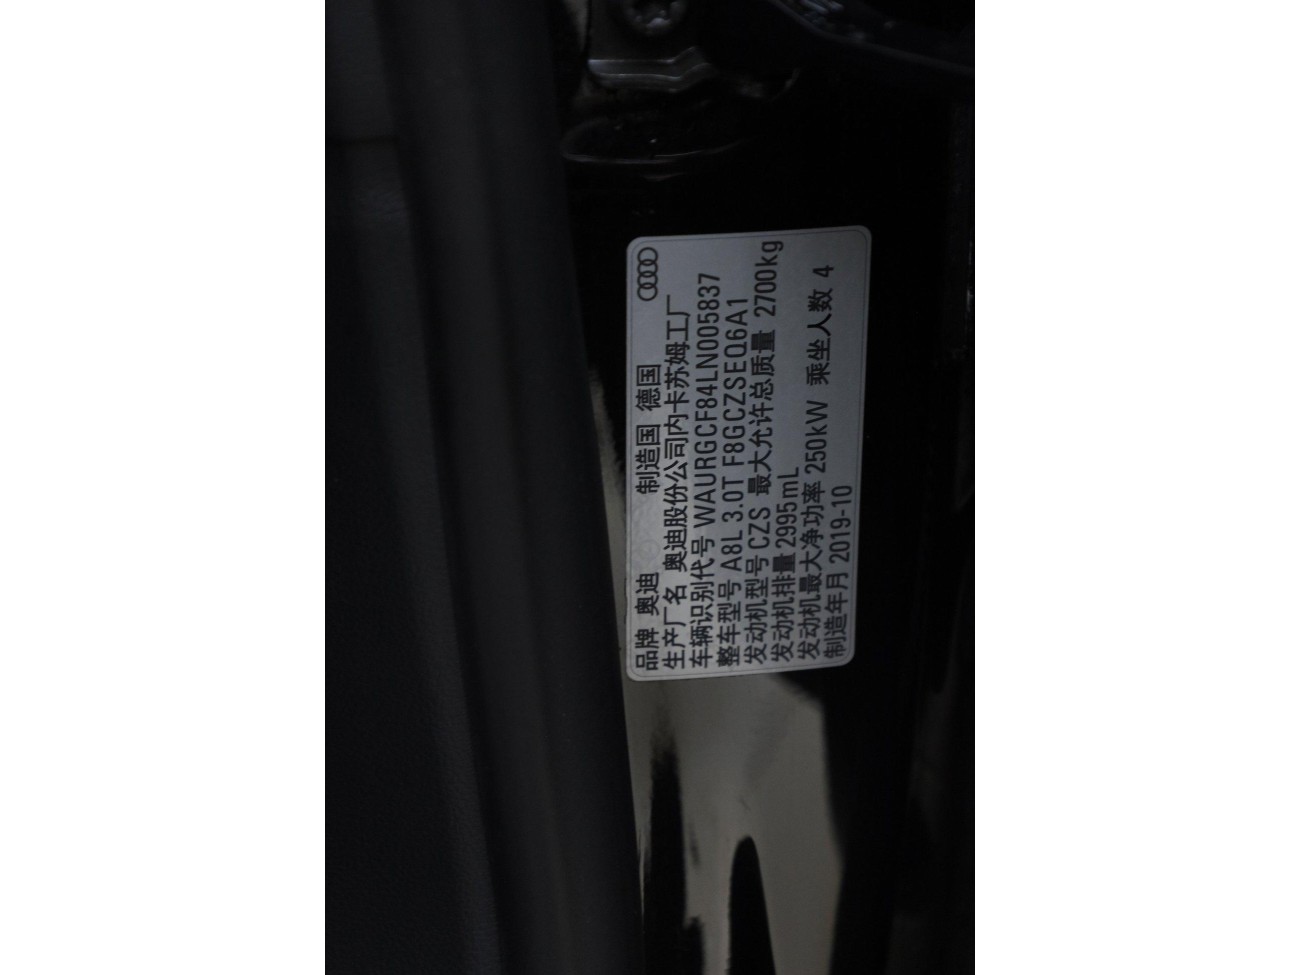 品牌 奥迪 制造国 德国
生产厂名 奥迪股份公司内卡苏姆工厂
车辆识别代号 WAURGCF84LN005837
整车型号 A8L 3.0T F8GCZSEQ6A1
发动机型号 CZS 最大允许总质量 2700kg
发动机排量 2995mL
发动机最大净功率 250kW 乘坐人数 4
制造年月 2019-10